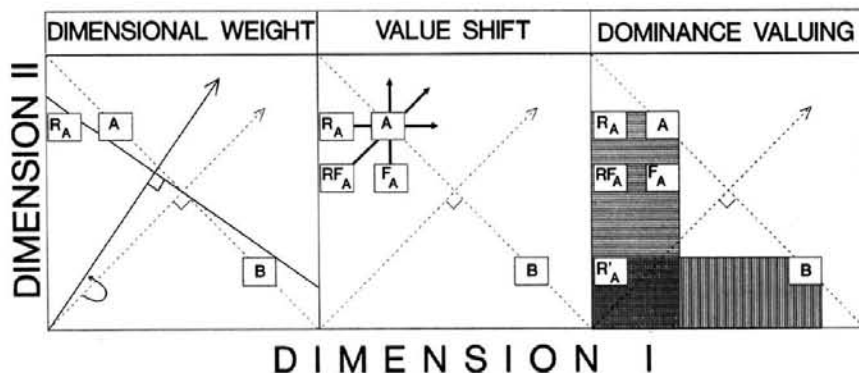 DIMENSIONAL WEIGHT VALUE SHIFT DOMINANCE VALUING
DIMENSION II
R_A A
B
R_A A
RF_A F_A
B
R_A A
RF_A F_A
R'_A B
DIMENSION I